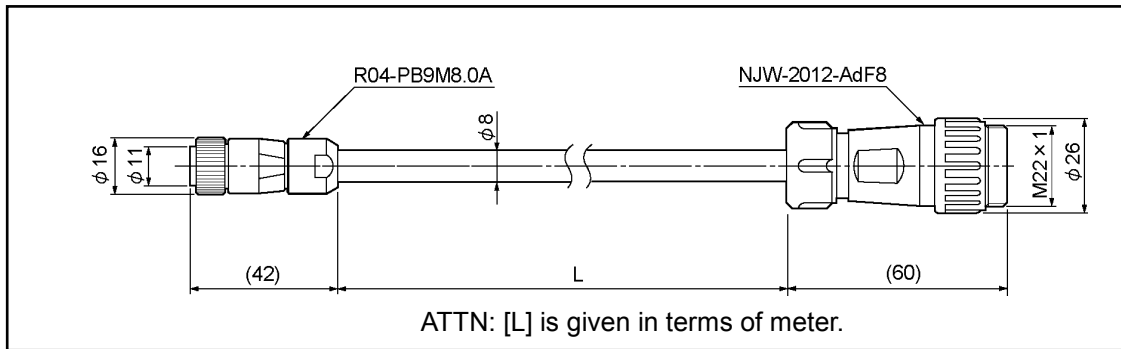 R04-PB9M8.0A
NJW-2012-AdF8
φ16
φ11
φ8
M22×1
φ26
(42)
L
(60)
ATTN: [L] is given in terms of meter.